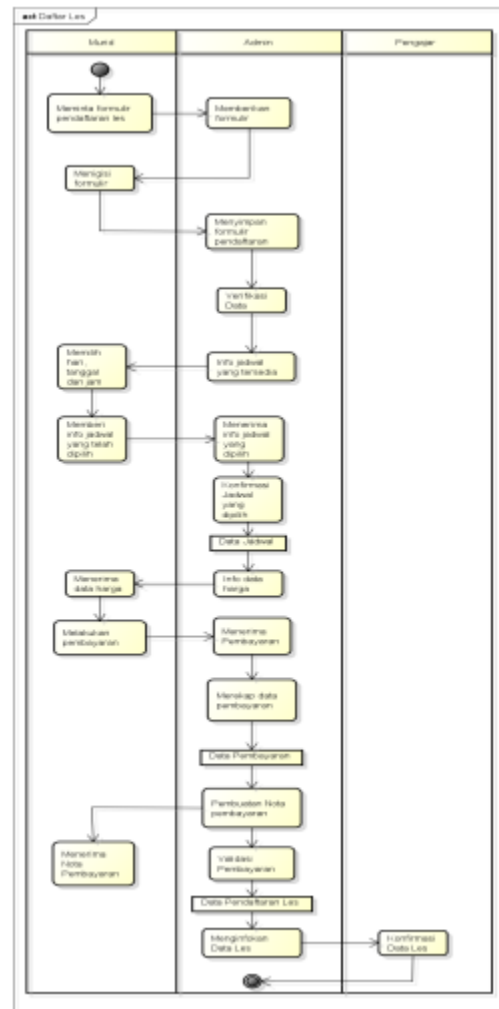 act Daftar Les
Murid
Admin
Pengajar
Meminta formulir
pendaftaran les
Memberikan
formulir
Mengisi
formulir
Menyimpan
formulir
pendaftaran
Verifikasi
Data
Info jadwal
yang tersedia
Memilih
hari ,
tanggal
dan jam
Memberi
info jadwal
yang telah
dipilih
Menerima
info jadwal
yang
dipilih
Konfirmasi
Jadwal
yang
dipilih
Data Jadwal
Info data
harga
Menerima
data harga
Melakukan
pembayaran
Menerima
Pembayaran
Merekap data
pembayaran
Data Pembayaran
Pembuatan Nota
pembayaran
Menerima
Nota
Pembayaran
Validasi
Pembayaran
Data Pendaftaran Les
Menginfokan
Data Les
Konfirmasi
Data Les